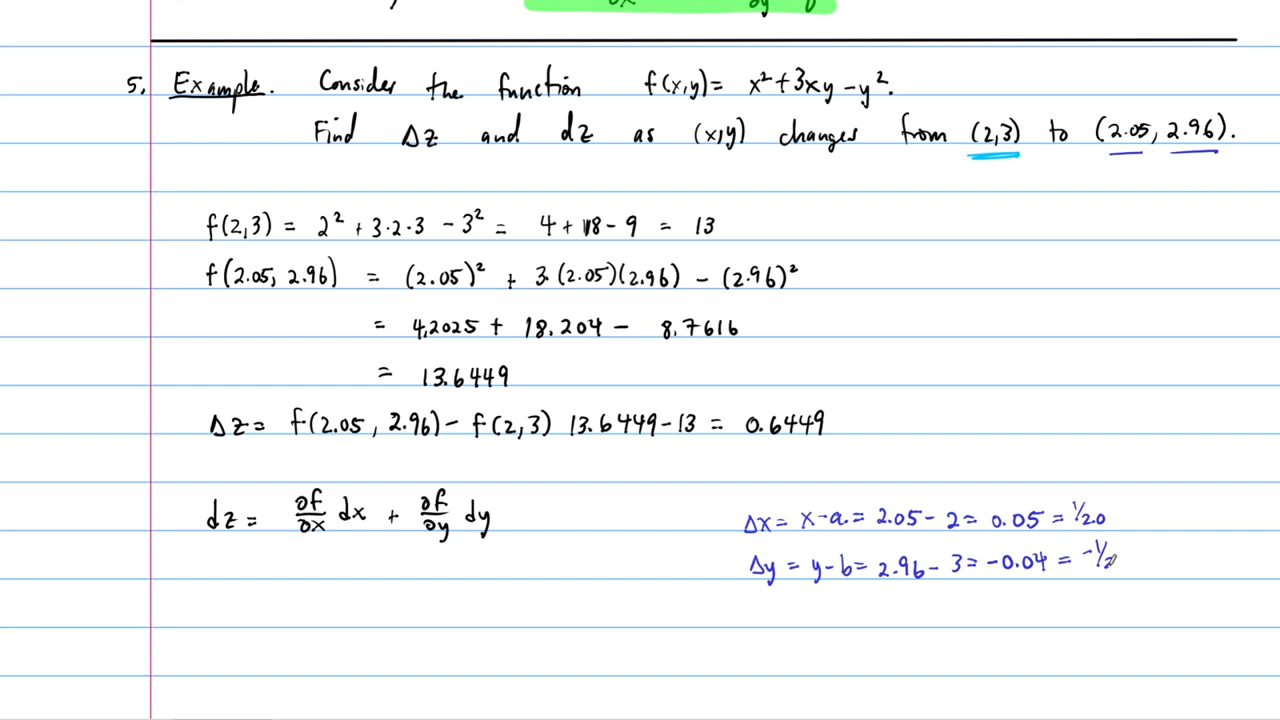 5. Example. Consider the function f(x,y) = x² + 3xy - y².
Find Δz and dz as (x,y) changes from (2,3) to (2.05, 2.96).
f(2,3) = 2² + 3·2·3 - 3² = 4 + 18 - 9 = 13
f(2.05, 2.96) = (2.05)² + 3·(2.05)(2.96) - (2.96)²
= 4.2025 + 18.204 - 8.7616
= 13.6449
Δz = f(2.05, 2.96) - f(2,3) 13.6449 - 13 = 0.6449
dz = ∂f/∂x dx + ∂f/∂y dy
Δx = x - a = 2.05 - 2 = 0.05 = 1/20
Δy = y - b = 2.96 - 3 = -0.04 = -1/2